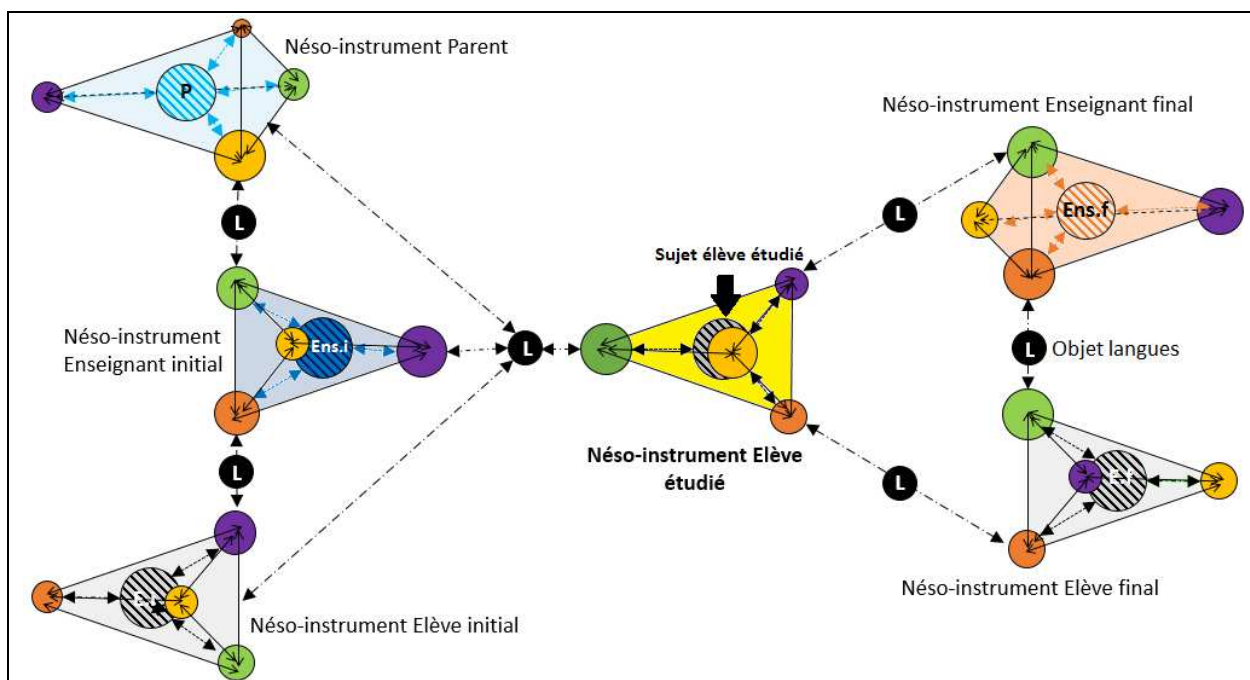 Néso-instrument Parent
P
Néso-instrument Enseignant final
L
L
Ens.f
Sujet élève étudié
Néso-instrument
Enseignant initial
Ens.i
L
L
Objet langues
Néso-instrument Elève
étudié
L
L
Néso-instrument Elève final
Néso-instrument Elève initial